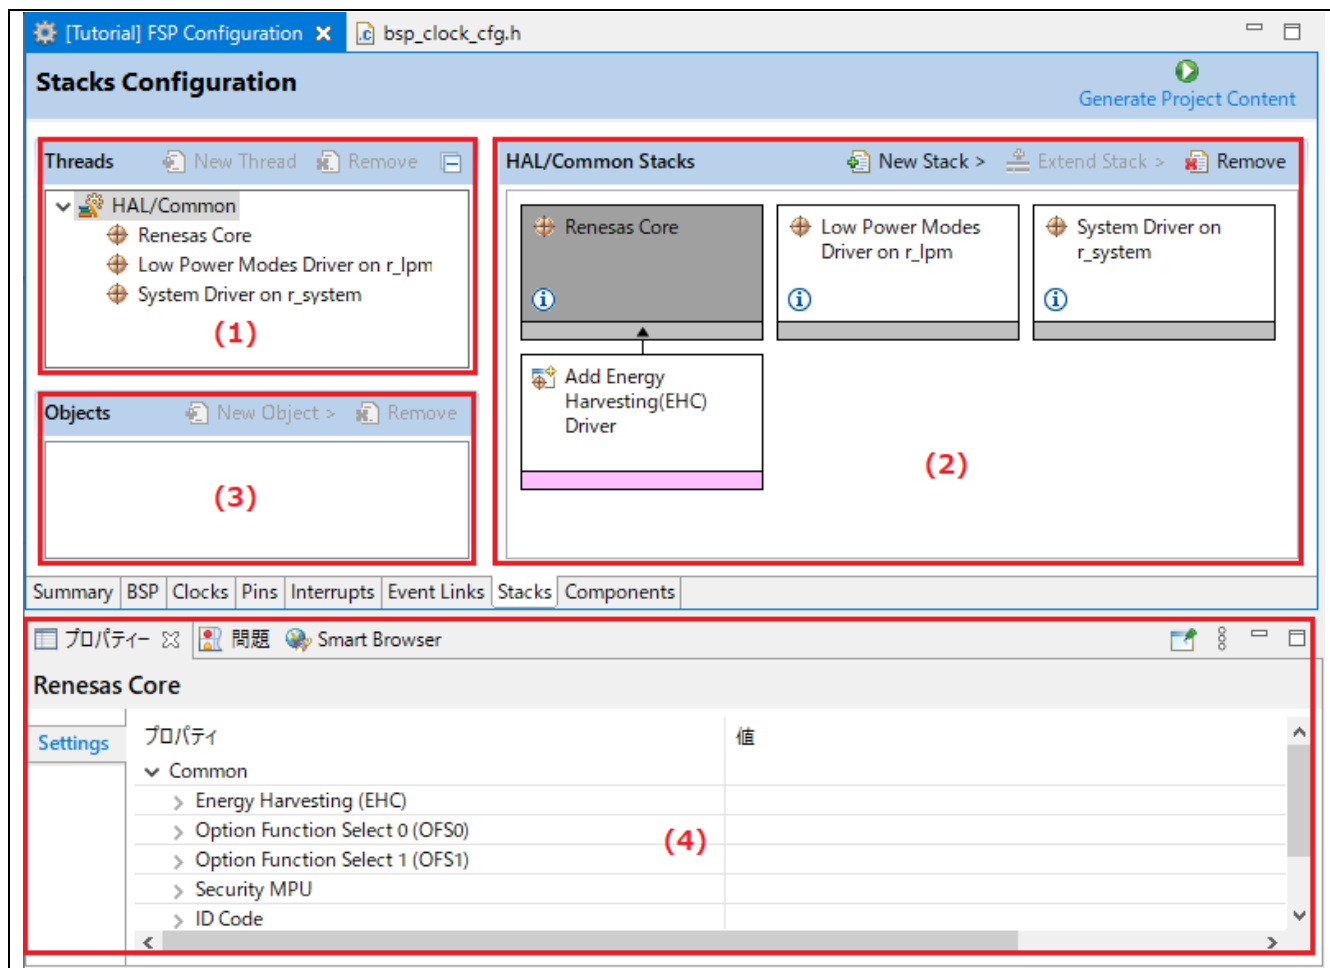 [Tutorial] FSP Configuration
bsp_clock_cfg.h
Stacks Configuration
Generate Project Content
Threads
New Thread
Remove
HAL/Common
Renesas Core
Low Power Modes Driver on r_lpm
System Driver on r_system
(1)
HAL/Common Stacks
New Stack >
Extend Stack >
Remove
Renesas Core
Low Power Modes
Driver on r_lpm
System Driver on
r_system
Add Energy
Harvesting(EHC)
Driver
(2)
Objects
New Object >
Remove
(3)
Summary
BSP
Clocks
Pins
Interrupts
Event Links
Stacks
Components
プロパティー
問題
Smart Browser
Renesas Core
Settings
プロパティ
値
Common
Energy Harvesting (EHC)
Option Function Select 0 (OFS0)
Option Function Select 1 (OFS1)
Security MPU
ID Code
(4)